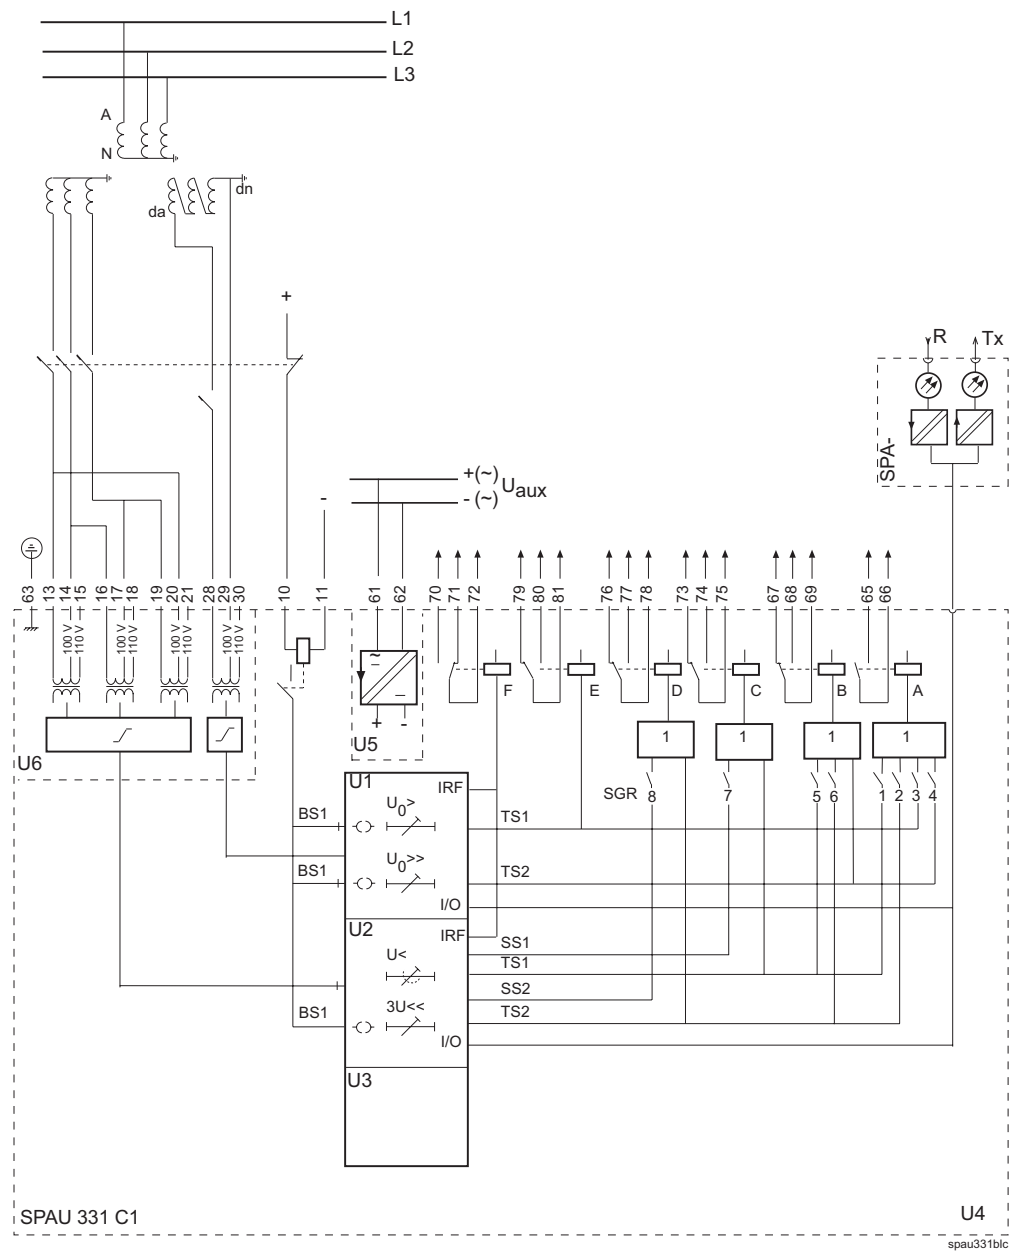 L1
L2
L3
A
N
da
dn
+
R
Tx
SPA-
-
+(~)
- (~)
Uaux
63 13 14 15 16 17 18 19 20 21 28 29 30 10 11 61 62 70 71 72 79 80 81 76 77 78 73 74 75 67 68 69 65 66
100 V
110 V
100 V
110 V
100 V
110 V
100 V
110 V
~
+ -
U5
U6
F E D C B A
1 1 1 1
SGR 8 7 5 6 1 2 3 4
U1
IRF
BS1
U0>
TS1
BS1
U0>>
TS2
I/O
U2
IRF
SS1
U<
TS1
SS2
BS1
3U<<
TS2
I/O
U3
SPAU 331 C1
U4
spau331blc